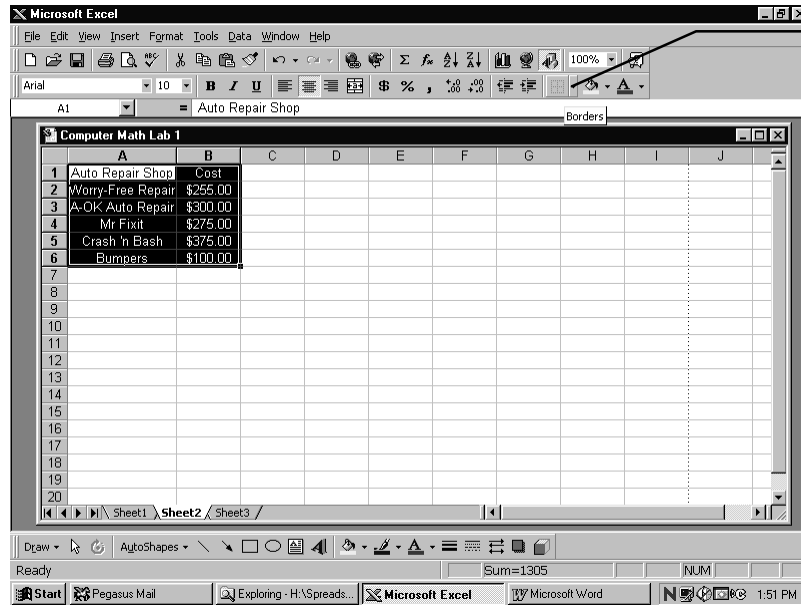 Microsoft Excel
File Edit View Insert Format Tools Data Window Help
100%
Arial 10 B I U $ % ,
A1 = Auto Repair Shop
Borders
Computer Math Lab 1
A B C D E F G H I J
1 Auto Repair Shop Cost
2 Worry-Free Repair $255.00
3 A-OK Auto Repair $300.00
4 Mr Fixit $275.00
5 Crash 'n Bash $375.00
6 Bumpers $100.00
7
8
9
10
11
12
13
14
15
16
17
18
19
20
Sheet1 Sheet2 Sheet3
Draw AutoShapes
Ready Sum=1305 NUM
Start Pegasus Mail Exploring - H:\Spreads... Microsoft Excel Microsoft Word 1:51 PM